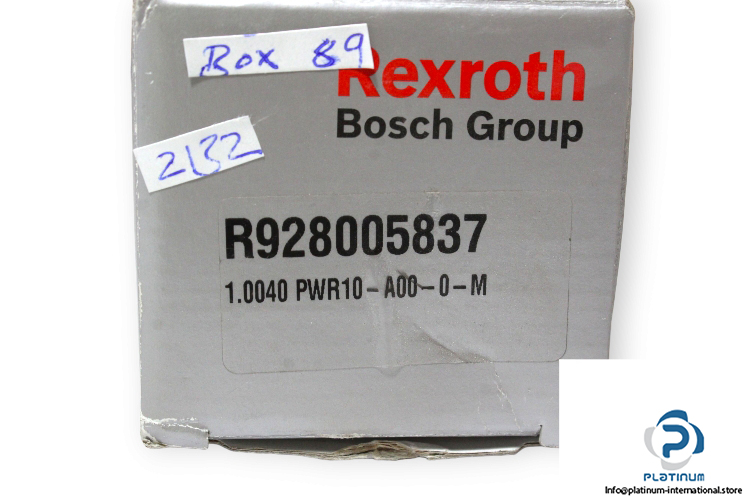 Box 89
Rexroth
Bosch Group
2132
R928005837
1.0040 PWR10-A00-0-M
PLATINUM
Info@platinum-international.store